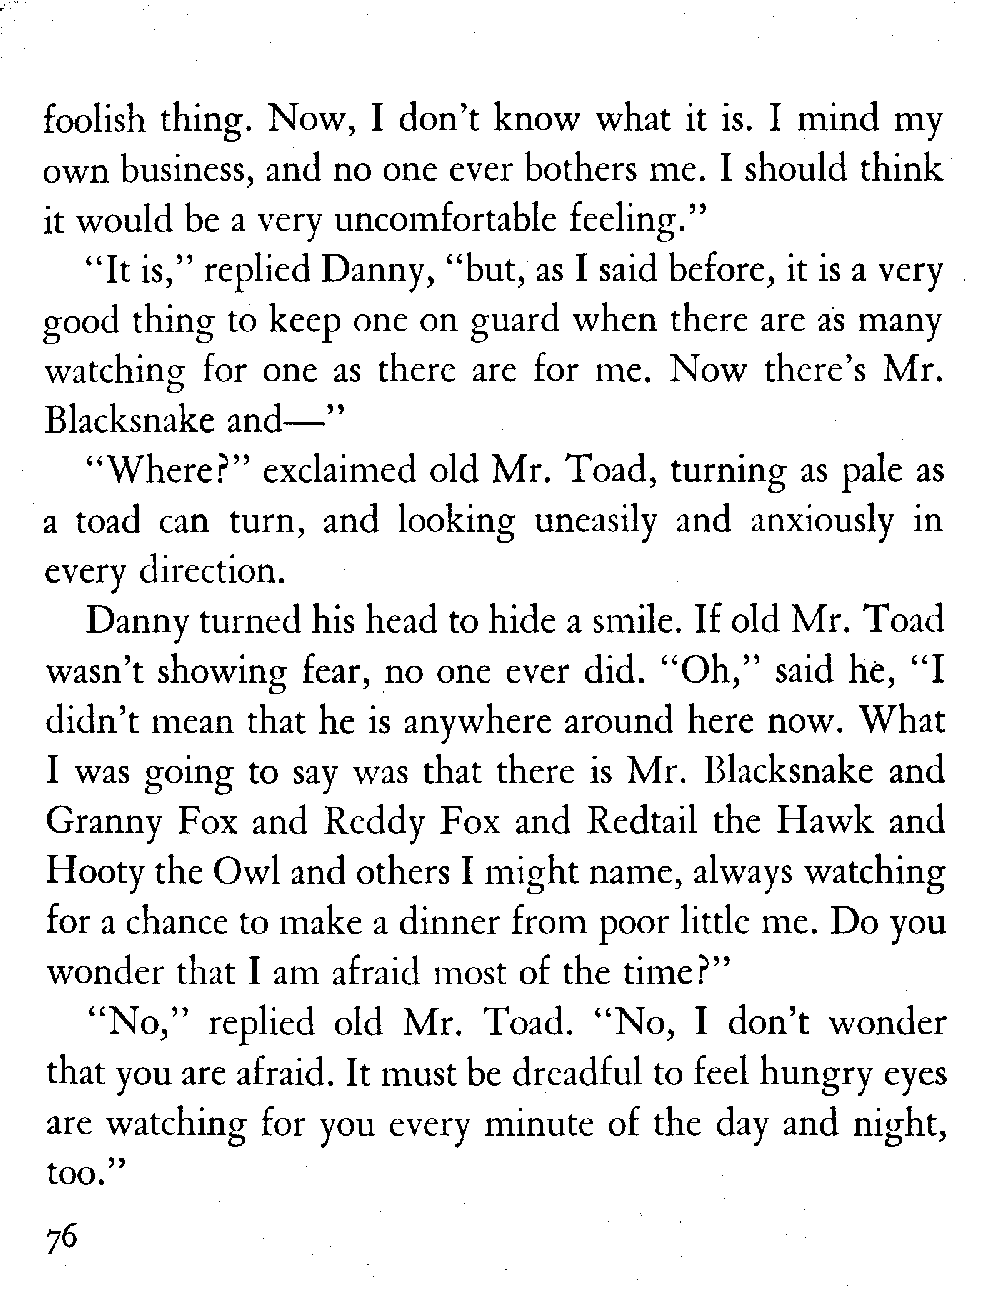 foolish thing. Now, I don't know what it is. I mind my
own business, and no one ever bothers me. I should think
it would be a very uncomfortable feeling."
"It is," replied Danny, "but, as I said before, it is a very
good thing to keep one on guard when there are as many
watching for one as there are for me. Now there's Mr.
Blacksnake and—"
"Where?" exclaimed old Mr. Toad, turning as pale as
a toad can turn, and looking uneasily and anxiously in
every direction.
Danny turned his head to hide a smile. If old Mr. Toad
wasn't showing fear, no one ever did. "Oh," said he, "I
didn't mean that he is anywhere around here now. What
I was going to say was that there is Mr. Blacksnake and
Granny Fox and Reddy Fox and Redtail the Hawk and
Hooty the Owl and others I might name, always watching
for a chance to make a dinner from poor little me. Do you
wonder that I am afraid most of the time?"
"No," replied old Mr. Toad. "No, I don't wonder
that you are afraid. It must be dreadful to feel hungry eyes
are watching for you every minute of the day and night,
too."
76